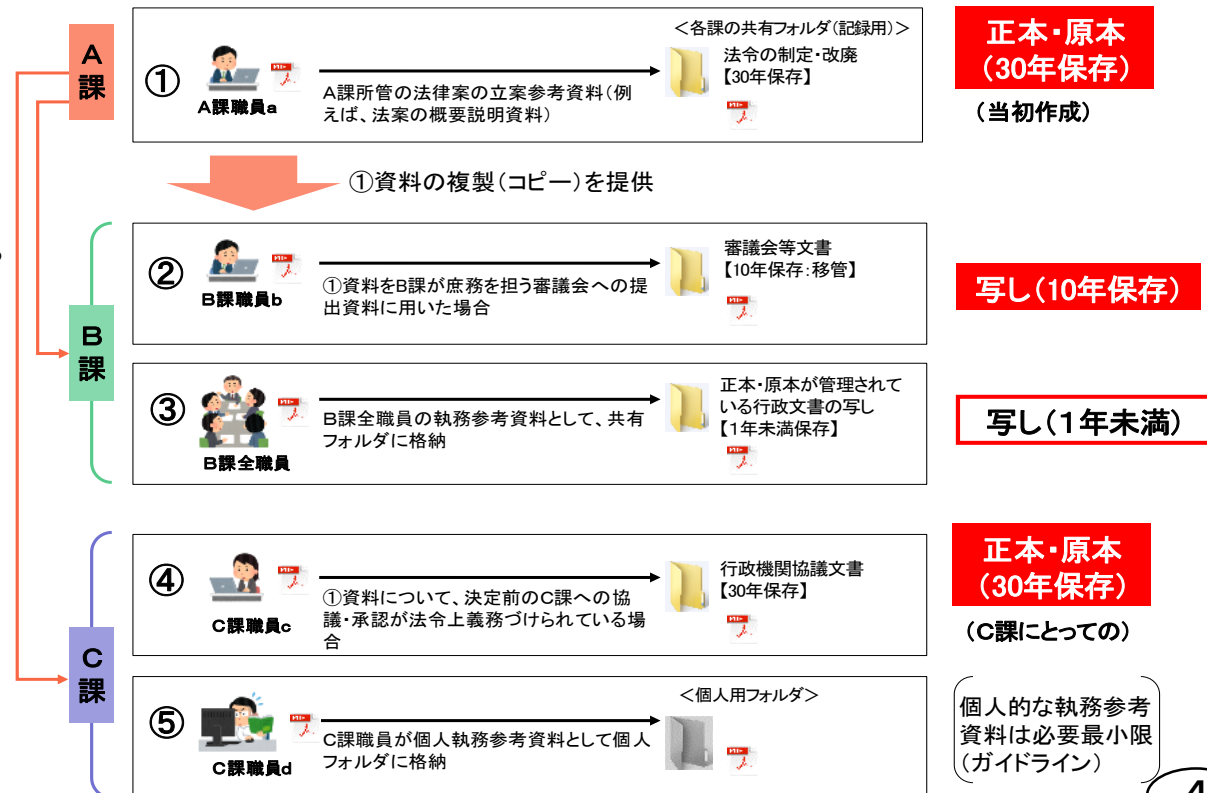 A
課
①
A課職員a
A課所管の法律案の立案参考資料(例
えば、法案の概要説明資料)
<各課の共有フォルダ(記録用)>
法令の制定・改廃
【30年保存】
正本・原本
(30年保存)
(当初作成)
①資料の複製(コピー)を提供
B
課
②
B課職員b
①資料をB課が庶務を担う審議会への提
出資料に用いた場合
審議会等文書
【10年保存:移管】
写し(10年保存)
③
B課全職員
B課全職員の執務参考資料として、共有
フォルダに格納
正本・原本が管理されて
いる行政文書の写し
【1年未満保存】
写し(1年未満)
C
課
④
C課職員c
①資料について、決定前のC課への協
議・承認が法令上義務づけられている場
合
行政機関協議文書
【30年保存】
正本・原本
(30年保存)
(C課にとっての)
⑤
C課職員d
C課職員が個人執務参考資料として個人
フォルダに格納
<個人用フォルダ>
個人的な執務参考
資料は必要最小限
(ガイドライン)